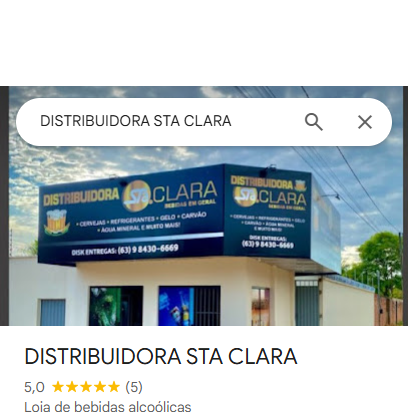 DISTRIBUIDORA STA CLARA
DISTRIBUIDORA STA CLARA
BEBIDAS EM GERAL
• CERVEJAS • REFRIGERANTES • GELO • CARVÃO
• ÁGUA MINERAL E MUITO MAIS!
DISK ENTREGAS: (63) 9 8430-6669
DISTRIBUIDORA
STA CLARA
BEBIDAS EM GERAL
• CERVEJAS • REFRIGERANTES • GELO
• CARVÃO • ÁGUA MINERAL
E MUITO MAIS!
(63) 9 8430-6669
DISTRIBUIDORA STA CLARA
5,0 ★★★★★ (5)
Loja de bebidas alcoólicas